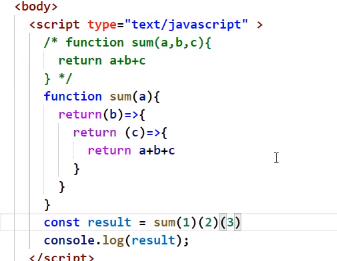 <body>
<script type="text/javascript" >
/* function sum(a,b,c){
return a+b+c
} */
function sum(a){
return(b)=>{
return (c)=>{
return a+b+c
}
}
}
const result = sum(1)(2)(3)
console.log(result);
</script>